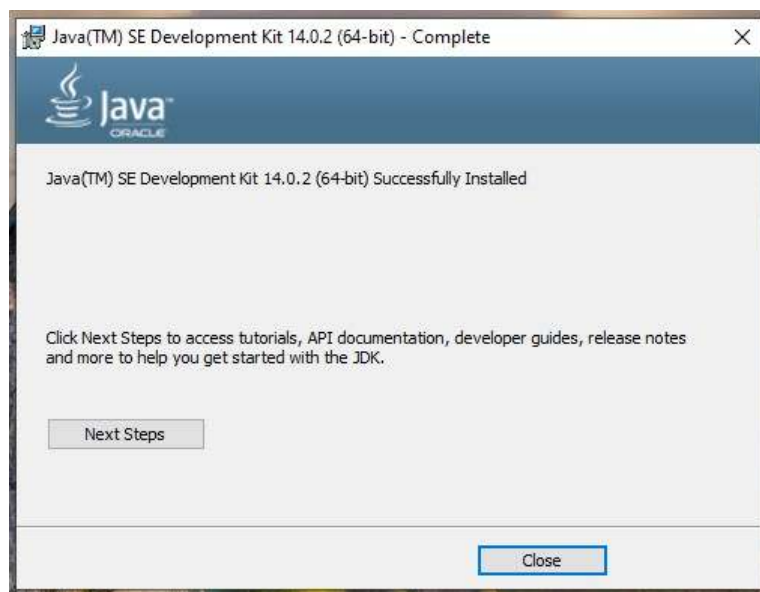 Java(TM) SE Development Kit 14.0.2 (64-bit) - Complete
Java™
ORACLE
Java(TM) SE Development Kit 14.0.2 (64-bit) Successfully Installed
Click Next Steps to access tutorials, API documentation, developer guides, release notes
and more to help you get started with the JDK.
Next Steps
Close